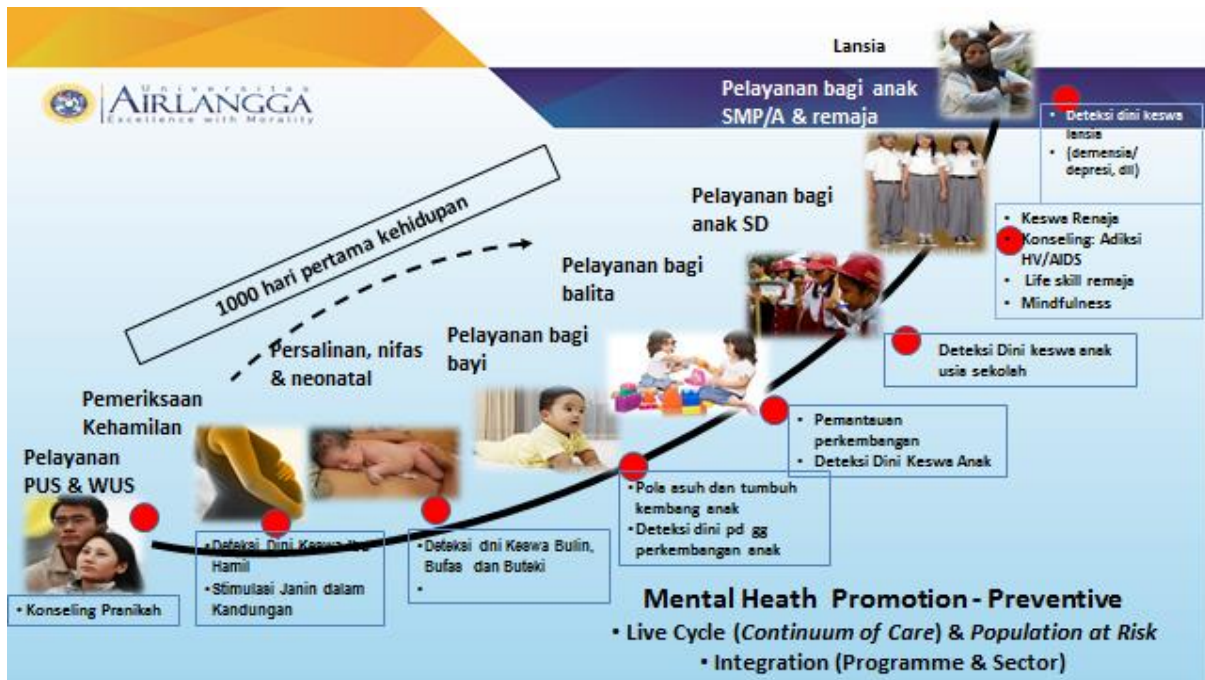 Universitas
AIRLANGGA
Excellence with Morality
Lansia
Pelayanan bagi anak
SMP/A & remaja
• Deteksi dini keswa
lansia
• (demensia/
depresi, dll)
Pelayanan bagi
anak SD
• Keswa Renaja
• Konseling: Adiksi
HV/AIDS
• Life skill remaja
• Mindfulness
1000 hari pertama kehidupan
Pelayanan bagi
balita
Deteksi Dini keswa anak
usia sekolah
Pelayanan bagi
bayi
• Pemantauan
perkembangan
• Deteksi Dini Keswa Anak
Persalinan, nifas
& neonatal
• Pola asuh dan tumbuh
kembang anak
• Deteksi dini pd gg
perkembangan anak
Pemeriksaan
Kehamilan
• Deteksi dni Keswa Bulin,
Bufas dan Buteki
•
• Deteksi Dini Keswa
Hamil
• Stimulasi Janin dalam
Kandungan
Pelayanan
PUS & WUS
• Konseling Pranikah
Mental Heath Promotion - Preventive
• Live Cycle (Continuum of Care) & Population at Risk
• Integration (Programme & Sector)